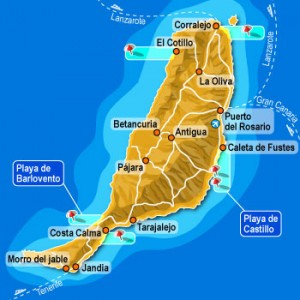 Lanzarote
Lanzarote
Corralejo
El Cotillo
La Oliva
Gran Canaria
Puerto
del Rosario
Betancuria
Antigua
Caleta de Fustes
Pájara
Playa de
Barlovento
Playa de
Castillo
Tarajalejo
Costa Calma
Morro del jable
Jandia
Tenerife